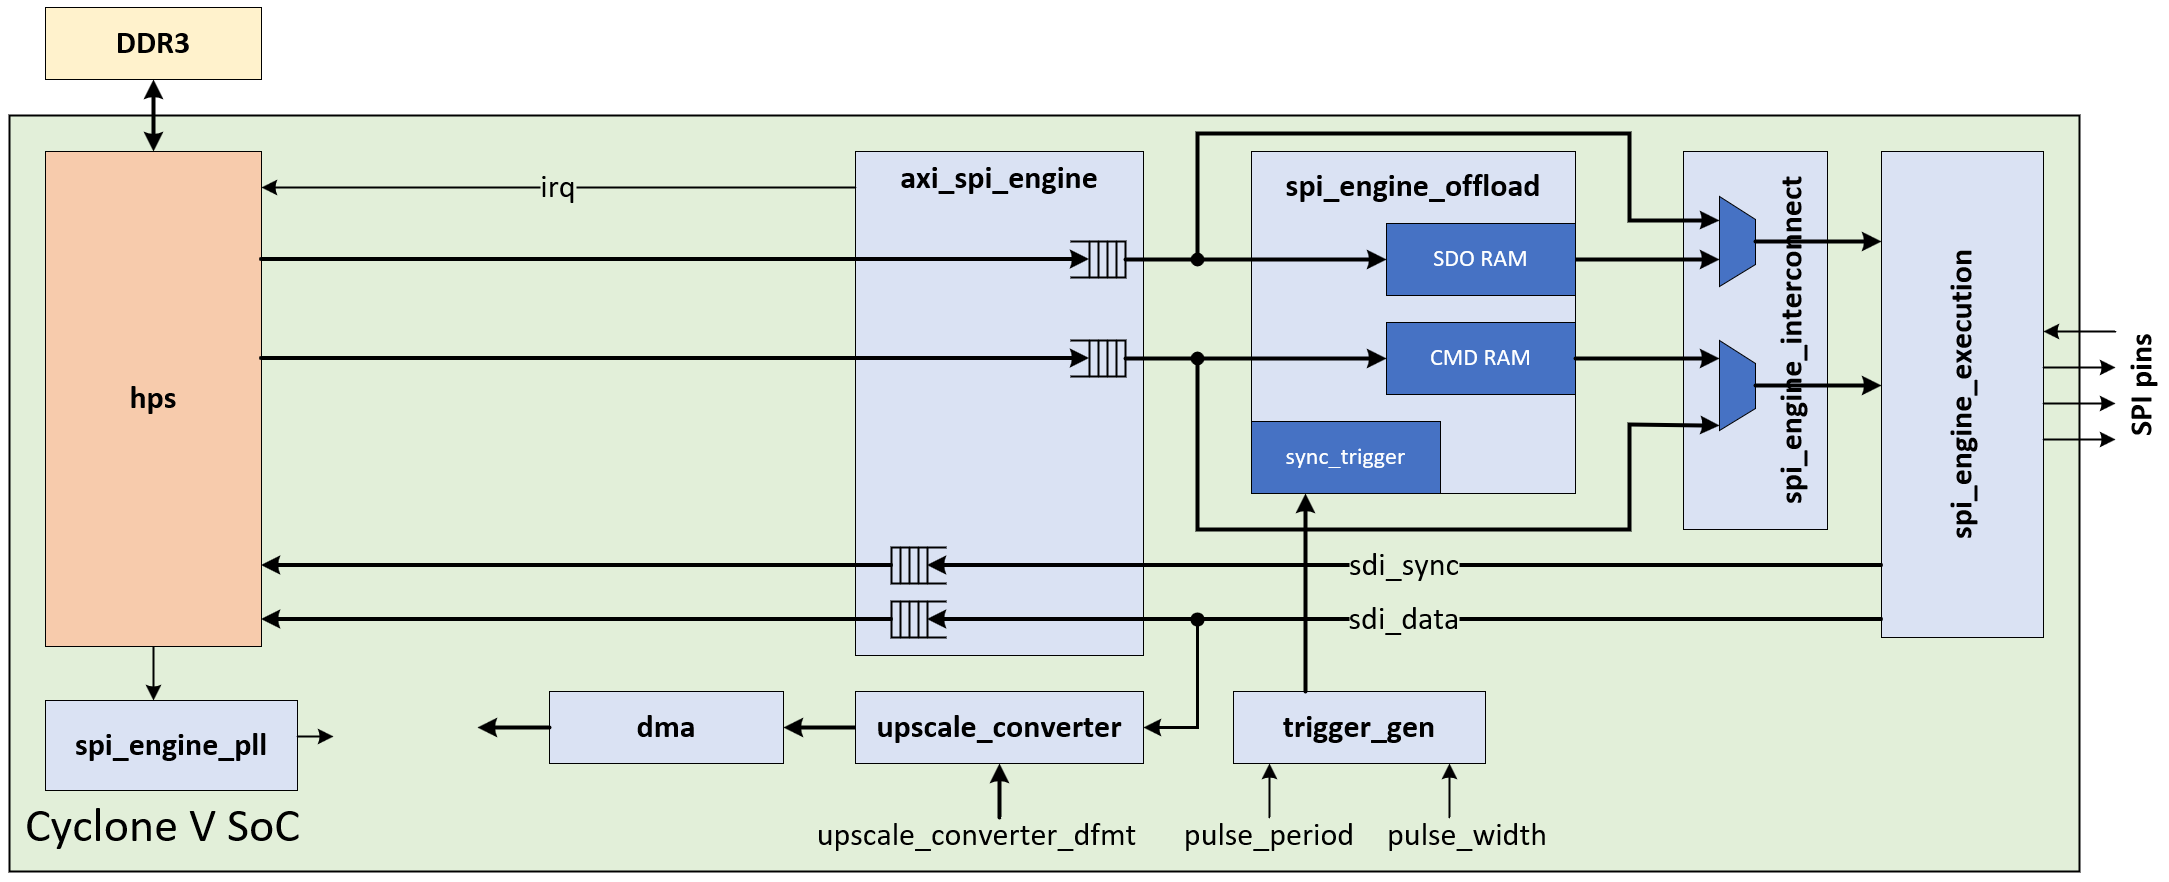 DDR3
irq
axi_spi_engine
spi_engine_offload
SDO RAM
CMD RAM
sync_trigger
spi_engine_interconnect
spi_engine_execution
SPI pins
hps
sdi_sync
sdi_data
spi_engine_pll
dma
upscale_converter
trigger_gen
upscale_converter_dfmt
pulse_period
pulse_width
Cyclone V SoC